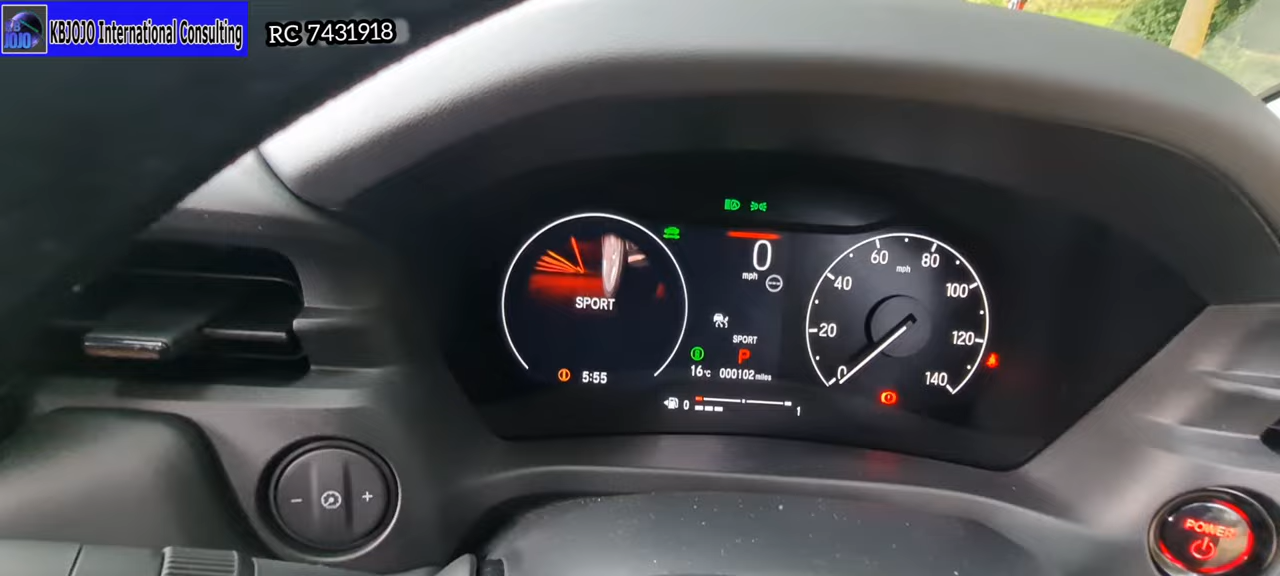 KBJOJO International Consulting
RC 7431918
JOJO
0
mph
SPORT
SPORT
P
5:55
16°C
000102 miles
0
1
0
20
40
60
80
100
120
140
mph
POWER